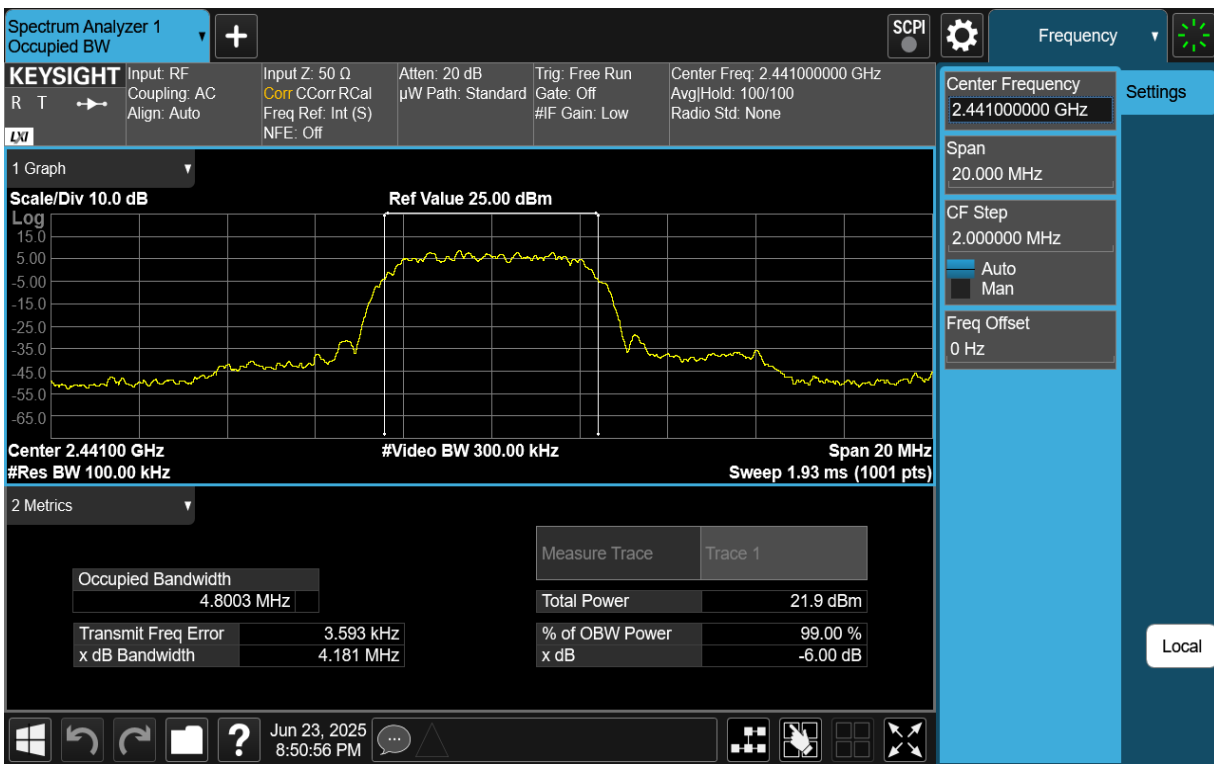 Spectrum Analyzer 1
Occupied BW
+
SCPI
Frequency
KEYSIGHT
R T
LXI
Input: RF
Coupling: AC
Align: Auto
Input Z: 50 Ω
Corr CCorr RCal
Freq Ref: Int (S)
NFE: Off
Atten: 20 dB
µW Path: Standard
Trig: Free Run
Gate: Off
#IF Gain: Low
Center Freq: 2.441000000 GHz
Avg|Hold: 100/100
Radio Std: None
Center Frequency
2.441000000 GHz
Settings
Span
20.000 MHz
CF Step
2.000000 MHz
Auto
Man
Freq Offset
0 Hz
Local
1 Graph
Scale/Div 10.0 dB
Ref Value 25.00 dBm
Log
15.0
5.00
-5.00
-15.0
-25.0
-35.0
-45.0
-55.0
-65.0
Center 2.44100 GHz
#Video BW 300.00 kHz
Span 20 MHz
#Res BW 100.00 kHz
Sweep 1.93 ms (1001 pts)
2 Metrics
Measure Trace Trace 1
Occupied Bandwidth
4.8003 MHz
Total Power 21.9 dBm
Transmit Freq Error 3.593 kHz
% of OBW Power 99.00 %
x dB Bandwidth 4.181 MHz
x dB -6.00 dB
?
Jun 23, 2025
8:50:56 PM